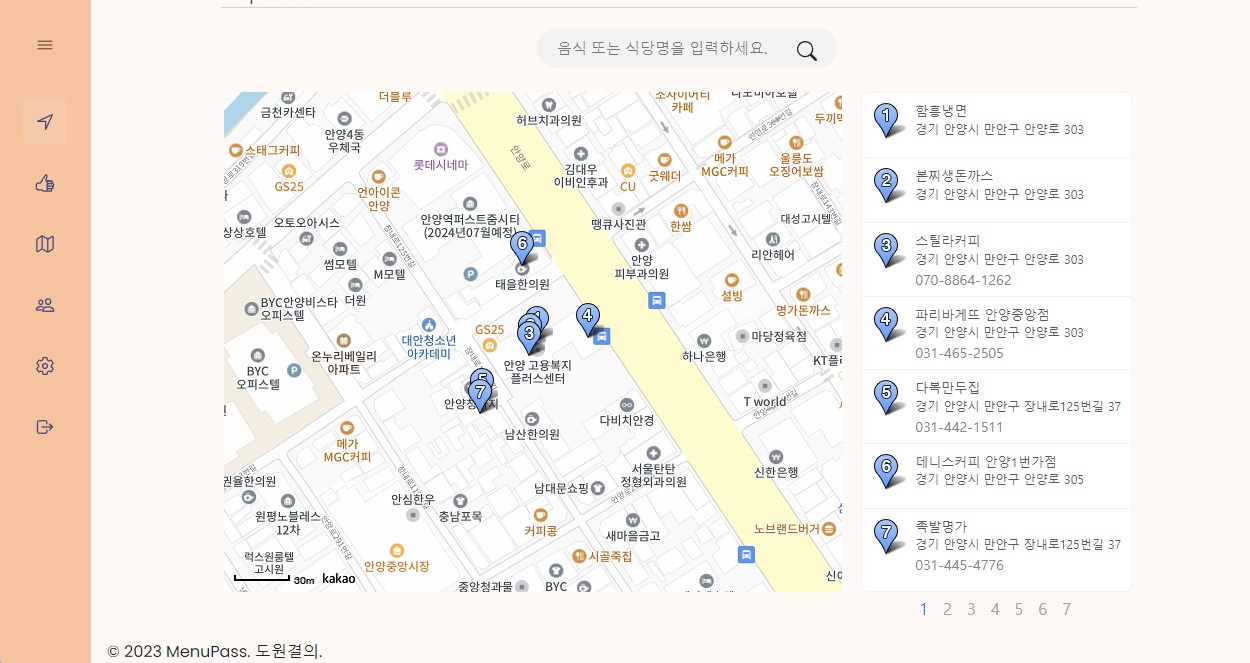 음식 또는 식당명을 입력하세요.
더블루
금천카센타
안양4동
우체국
스태그커피
GS25
롯데시네마
언아이콘
안양
허브치과의원
안양로
김대우
이비인후과
CU
굿웨더
카페
메가
MGC커피
울릉도
오징어보쌈
상상호텔
오토오아시스
썸모텔
M모텔
더원
안양역퍼스트줌시티
(2024년07월예정)
6
태을한의원
땡큐사진관
한쌈
안양
피부과의원
대성고시텔
리안헤어
설빙
명가돈까스
BYC안양비스타
오피스텔
장내로125번길
대안청소년
아카데미
GS25
1
3
4
안양 고용복지
플러스센터
온누리베일리
아파트
BYC
오피스텔
하나은행
마당정육점
T world
5
7
남산한의원
다비치안경
메가
MGC커피
서울탄탄
정형외과의원
신한은행
권율한의원
원평노블레스
12차
안심한우
충남포목
남대문쇼핑
커피콩
새마을금고
노브랜드버거
럭스원룸텔
고시원
안양중앙시장
시골죽집
중앙청과물
BYC
30m
kakao
1
함흥냉면
경기 안양시 만안구 안양로 303
2
본찌생돈까스
경기 안양시 만안구 안양로 303
3
스틸라커피
경기 안양시 만안구 안양로 303
070-8864-1262
4
파리바게뜨 안양중앙점
경기 안양시 만안구 안양로 303
031-465-2505
5
다복만두집
경기 안양시 만안구 장내로125번길 37
031-442-1511
6
데니스커피 안양1번가점
경기 안양시 만안구 안양로 305
7
족발명가
경기 안양시 만안구 장내로125번길 37
031-445-4776
1 2 3 4 5 6 7
© 2023 MenuPass. 도원결의.